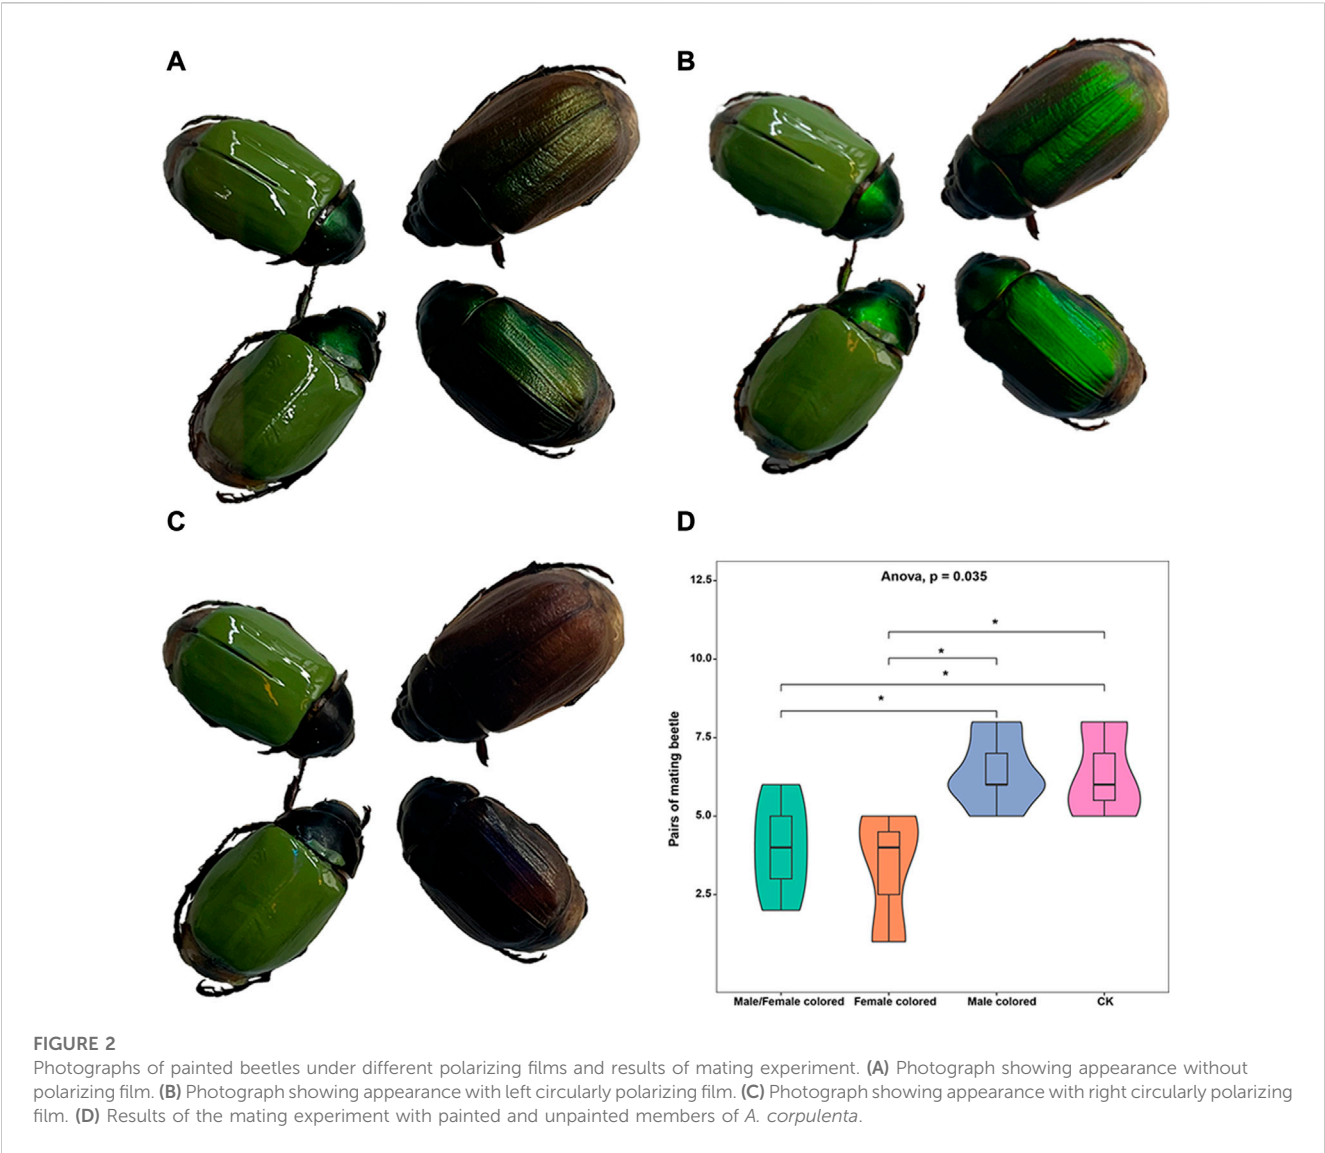 A
B
C
D
Anova, p = 0.035
12.5
10.0
7.5
5.0
2.5
Pairs of mating beetle
*
*
*
*
Male/Female colored
Female colored
Male colored
CK
FIGURE 2
Photographs of painted beetles under different polarizing films and results of mating experiment. (A) Photograph showing appearance without
polarizing film. (B) Photograph showing appearance with left circularly polarizing film. (C) Photograph showing appearance with right circularly polarizing
film. (D) Results of the mating experiment with painted and unpainted members of A. corpulenta.